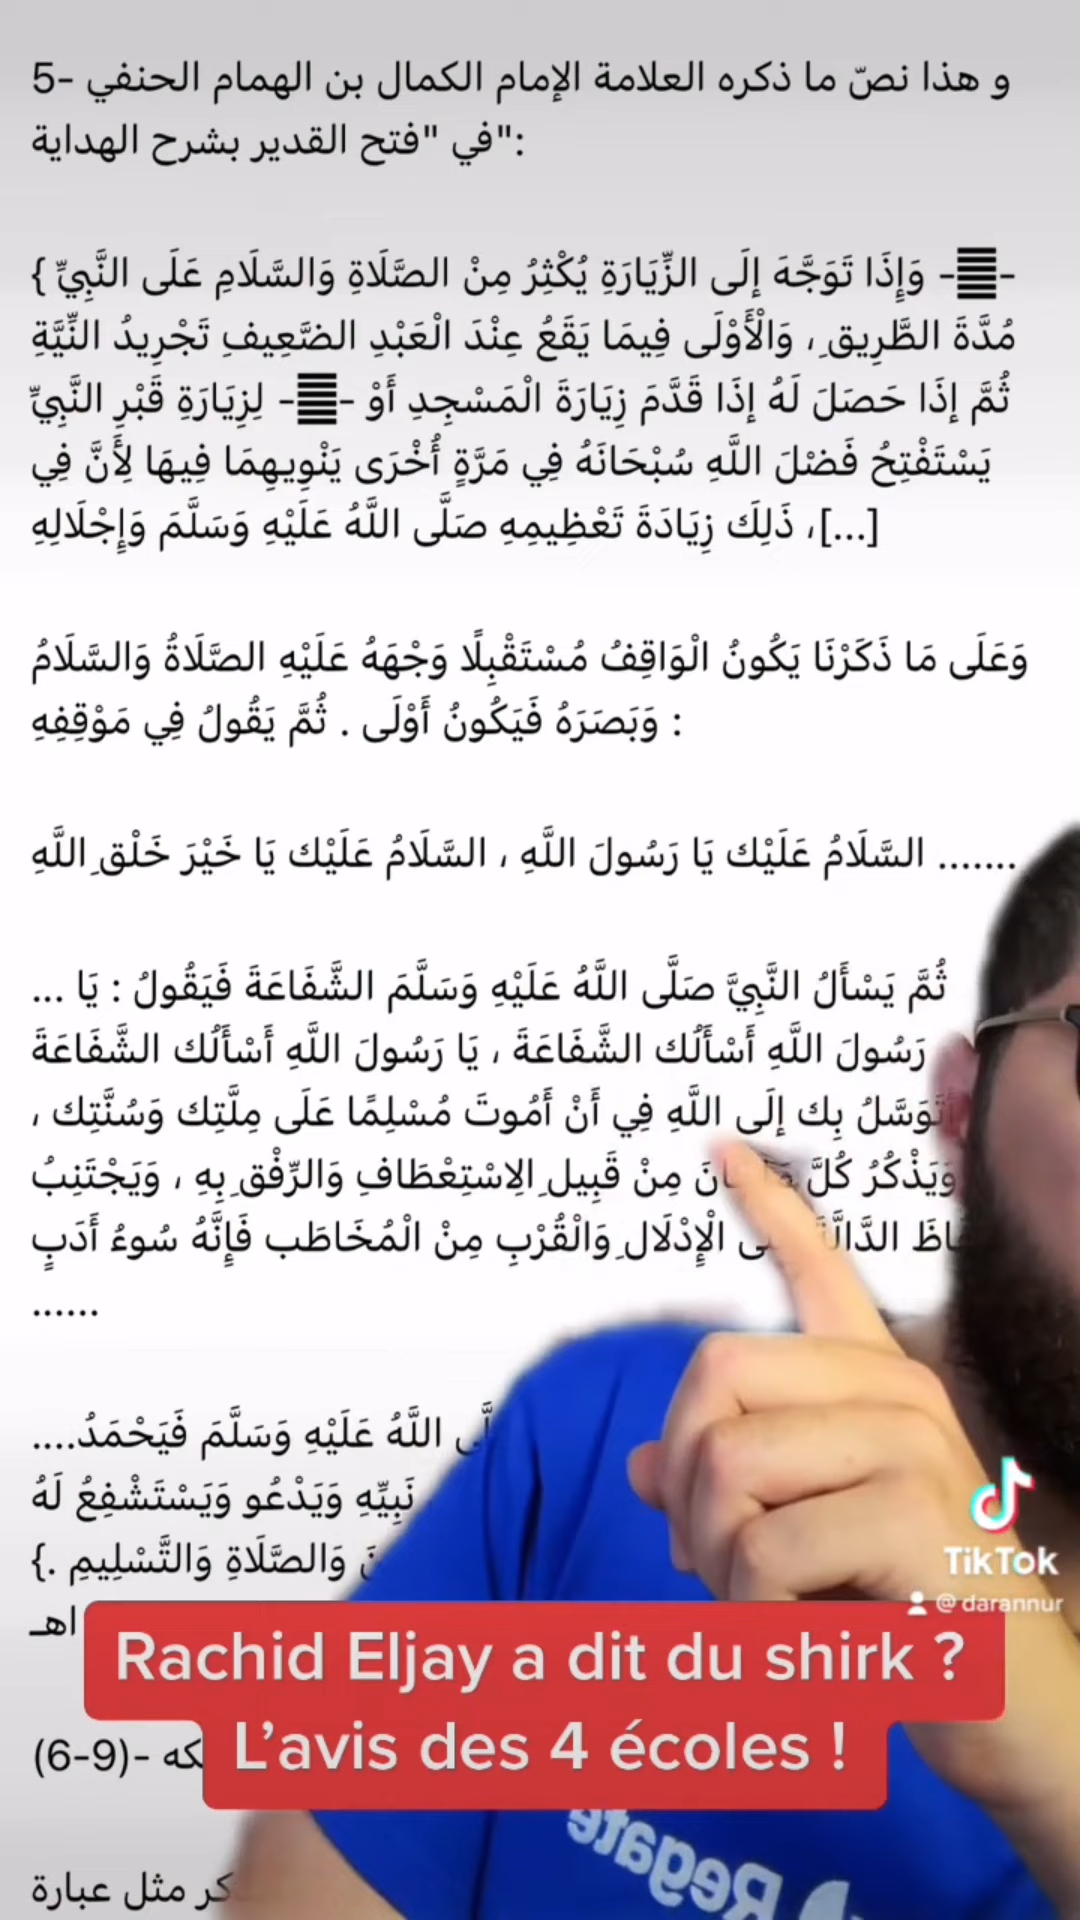 5- و هذا نصّ ما ذكره العلامة الإمام الكمال بن الهمام الحنفي
في "فتح القدير بشرح الهداية":
{ وَإِذَا تَوَجَّهَ إِلَى الزِّيَارَةِ يُكْثِرُ مِنْ الصَّلَاةِ وَالسَّلَامِ عَلَى النَّبِيِّ --
مُدَّةَ الطَّرِيقِ ، وَالْأَوْلَى فِيمَا يَقَعُ عِنْدَ الْعَبْدِ الضَّعِيفِ تَجْرِيدُ النِّيَّةِ
لِزِيَارَةِ قَبْرِ النَّبِيِّ -- ثُمَّ إِذَا حَصَلَ لَهُ إِذَا قَدَّمَ زِيَارَةَ الْمَسْجِدِ أَوْ
يَسْتَفْتِحُ فَضْلَ اللَّهِ سُبْحَانَهُ فِي مَرَّةٍ أُخْرَى يَنْوِيهِمَا فِيهَا لِأَنَّ فِي
ذَلِكَ زِيَادَةَ تَعْظِيمِهِ صَلَّى اللَّهُ عَلَيْهِ وَسَلَّمَ وَإِجْلَالِهِ ،[...]
وَعَلَى مَا ذَكَرْنَا يَكُونُ الْوَاقِفُ مُسْتَقْبِلًا وَجْهَهُ عَلَيْهِ الصَّلَاةُ وَالسَّلَامُ
وَبَصَرَهُ فَيَكُونُ أَوْلَى . ثُمَّ يَقُولُ فِي مَوْقِفِهِ :
السَّلَامُ عَلَيْك يَا رَسُولَ اللَّهِ ، السَّلَامُ عَلَيْك يَا خَيْرَ خَلْقِ اللَّهِ .......
... ثُمَّ يَسْأَلُ النَّبِيَّ صَلَّى اللَّهُ عَلَيْهِ وَسَلَّمَ الشَّفَاعَةَ فَيَقُولُ : يَا
رَسُولَ اللَّهِ أَسْأَلُك الشَّفَاعَةَ ، يَا رَسُولَ اللَّهِ أَسْأَلُك الشَّفَاعَةَ
وَأَتَوَسَّلُ بِك إِلَى اللَّهِ فِي أَنْ أَمُوتَ مُسْلِمًا عَلَى مِلَّتِك وَسُنَّتِك ،
وَيَذْكُرُ كُلَّ مَا كَانَ مِنْ قَبِيلِ الِاسْتِعْطَافِ وَالرِّفْقِ بِهِ ، وَيَجْتَنِبُ
الدَّالَّةَ عَلَى الْإِدْلَالِ وَالْقُرْبِ مِنْ الْمُخَاطَب فَإِنَّهُ سُوءُ أَدَبٍ
......
اللَّهُ عَلَيْهِ وَسَلَّمَ فَيَحْمَدُ....
نَبِيِّهِ وَيَدْعُو وَيَسْتَشْفِعُ لَهُ
وَالصَّلَاةِ وَالتَّسْلِيمِ .}
اهـ
Rachid Eljay a dit du shirk ?
L’avis des 4 écoles !
(6-9)-
مثل عبارة
Regate
TikTok
@darannur